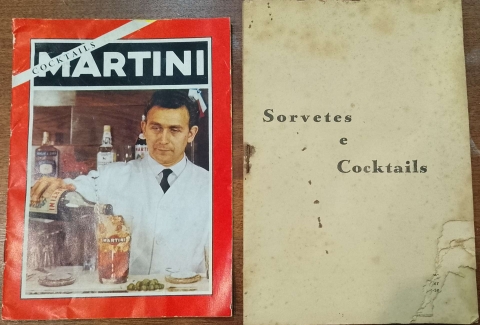 COCKTAILS
MARTINI
MARTINI
Sorvetes
e
Cocktails